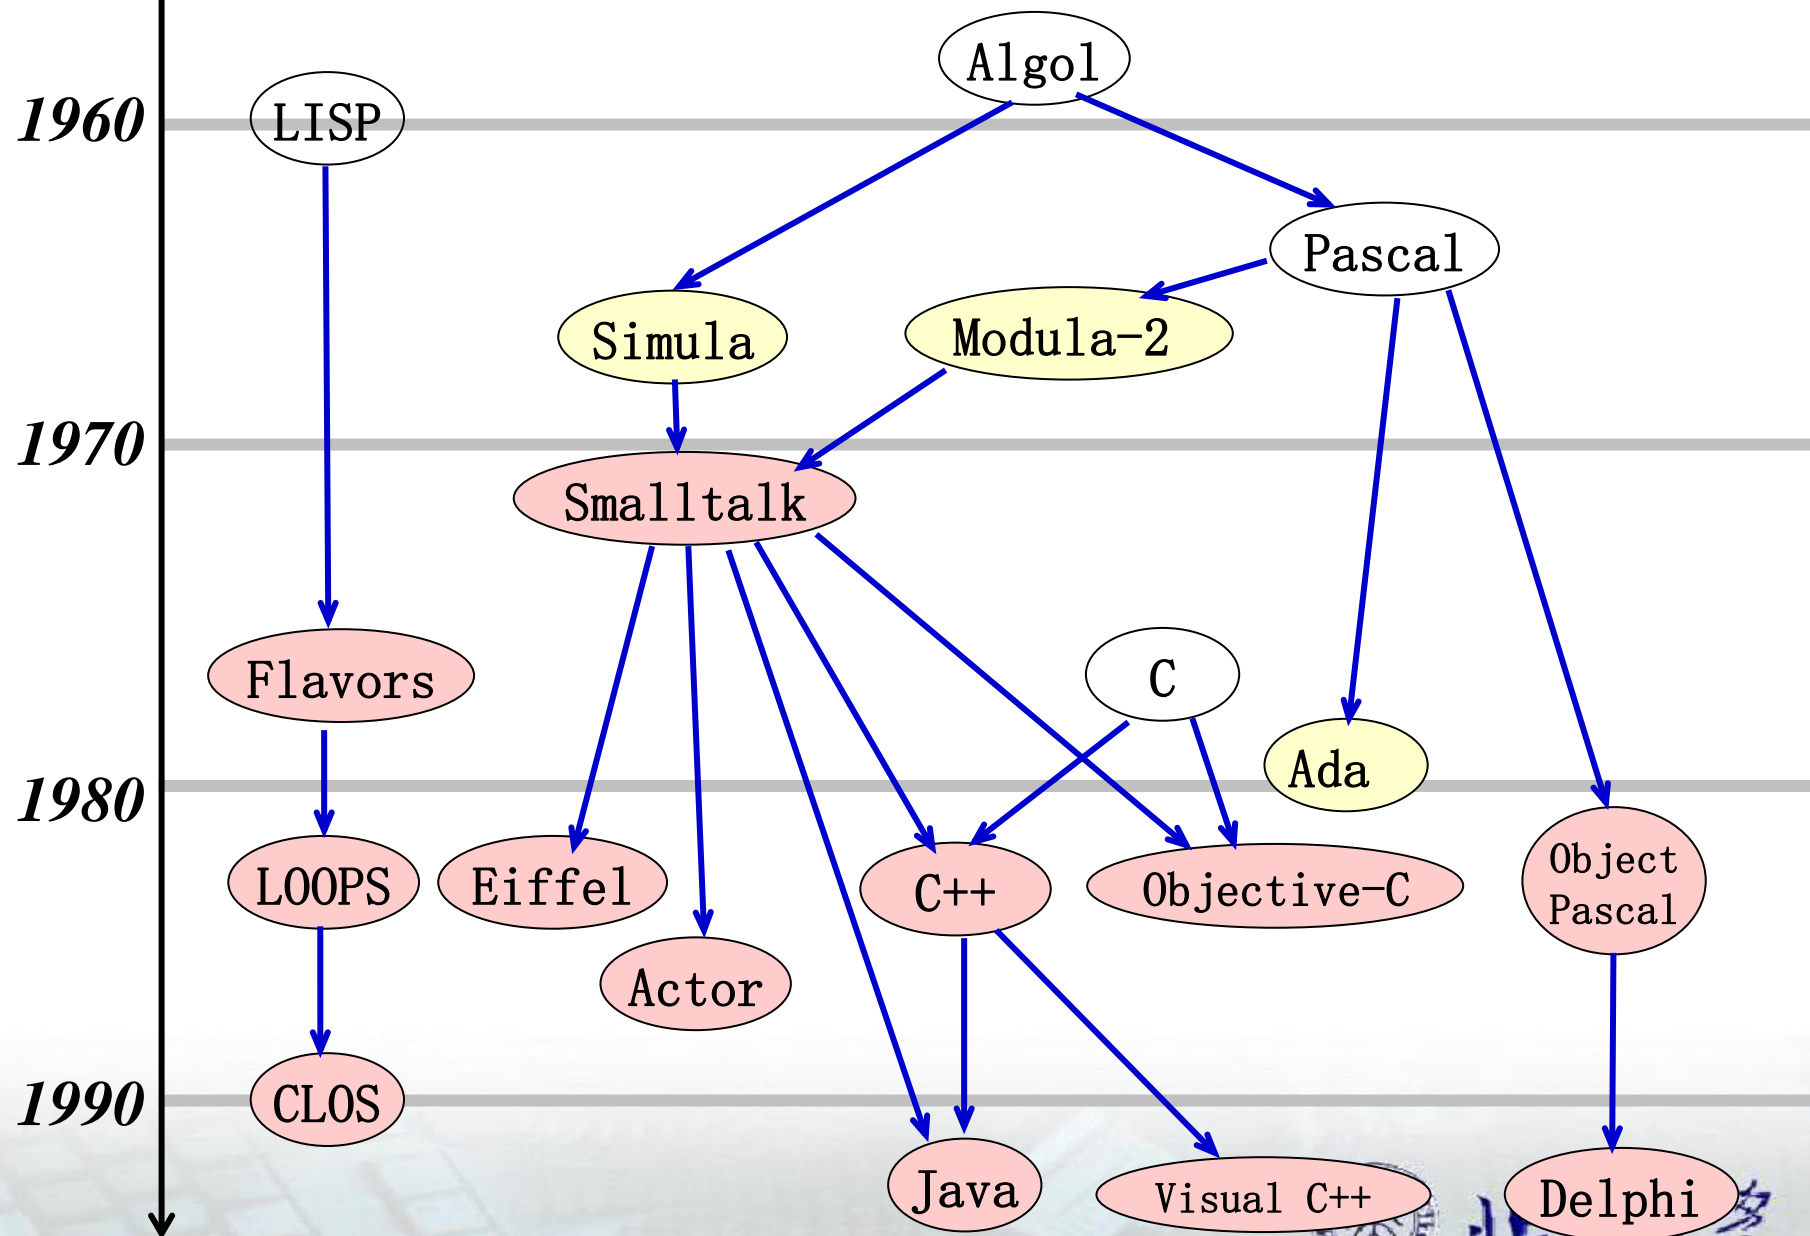 Algol
1960
LISP
Pascal
Simula
Modula-2
1970
Smalltalk
Flavors
C
Ada
1980
Object
Pascal
LOOPS
Eiffel
C++
Objective-C
Actor
1990
CLOS
Java
Visual C++
Delphi